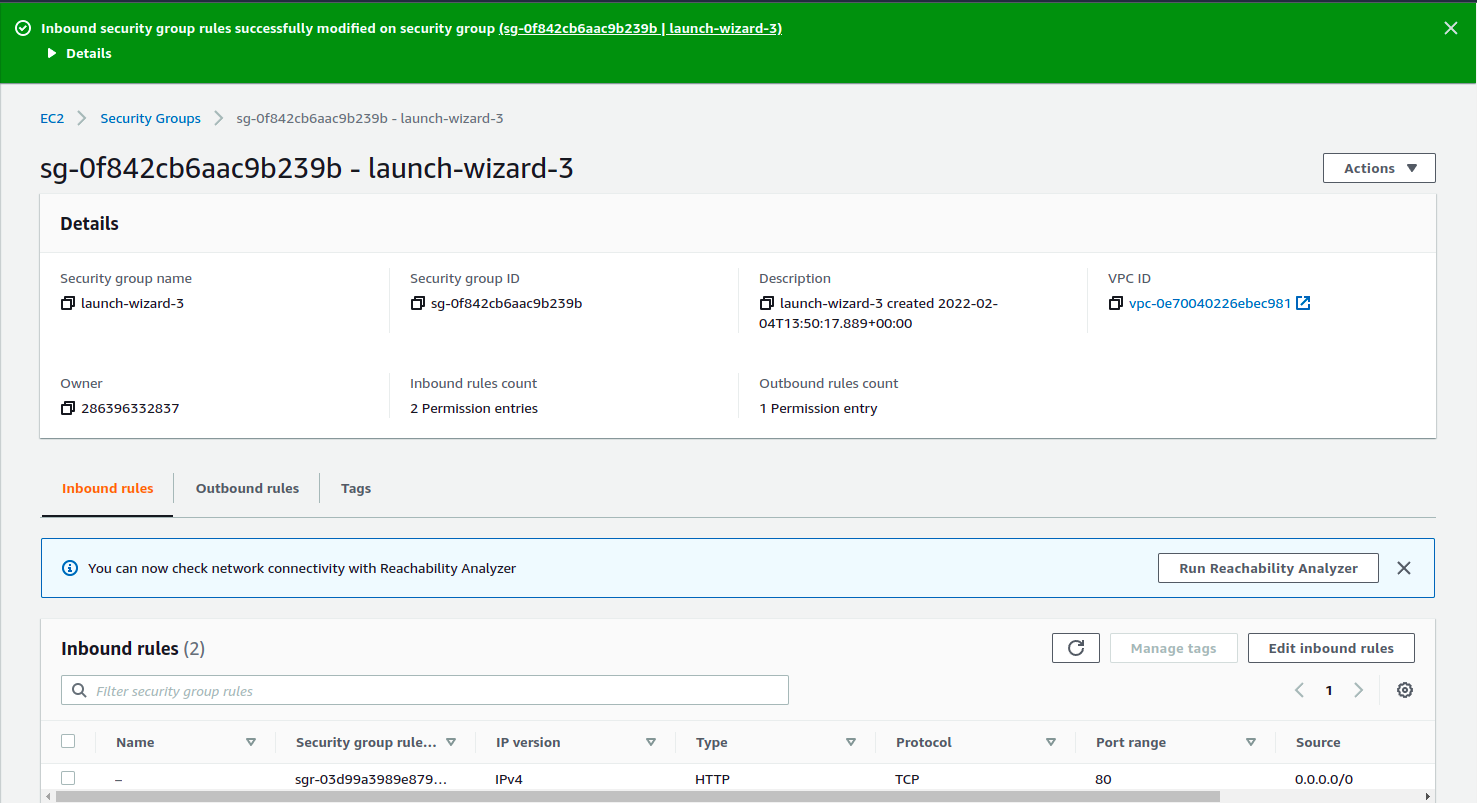 Inbound security group rules successfully modified on security group (sg-0f842cb6aac9b239b | launch-wizard-3)
Details
EC2 Security Groups sg-0f842cb6aac9b239b - launch-wizard-3
sg-0f842cb6aac9b239b - launch-wizard-3
Actions
Details
Security group name
launch-wizard-3
Security group ID
sg-0f842cb6aac9b239b
Description
launch-wizard-3 created 2022-02-
04T13:50:17.889+00:00
VPC ID
vpc-0e70040226ebec981
Owner
286396332837
Inbound rules count
2 Permission entries
Outbound rules count
1 Permission entry
Inbound rules Outbound rules Tags
You can now check network connectivity with Reachability Analyzer
Run Reachability Analyzer
Inbound rules (2)
Manage tags
Edit inbound rules
Filter security group rules
1
Name Security group rule... IP version Type Protocol Port range Source
– sgr-03d99a3989e879... IPv4 HTTP TCP 80 0.0.0.0/0